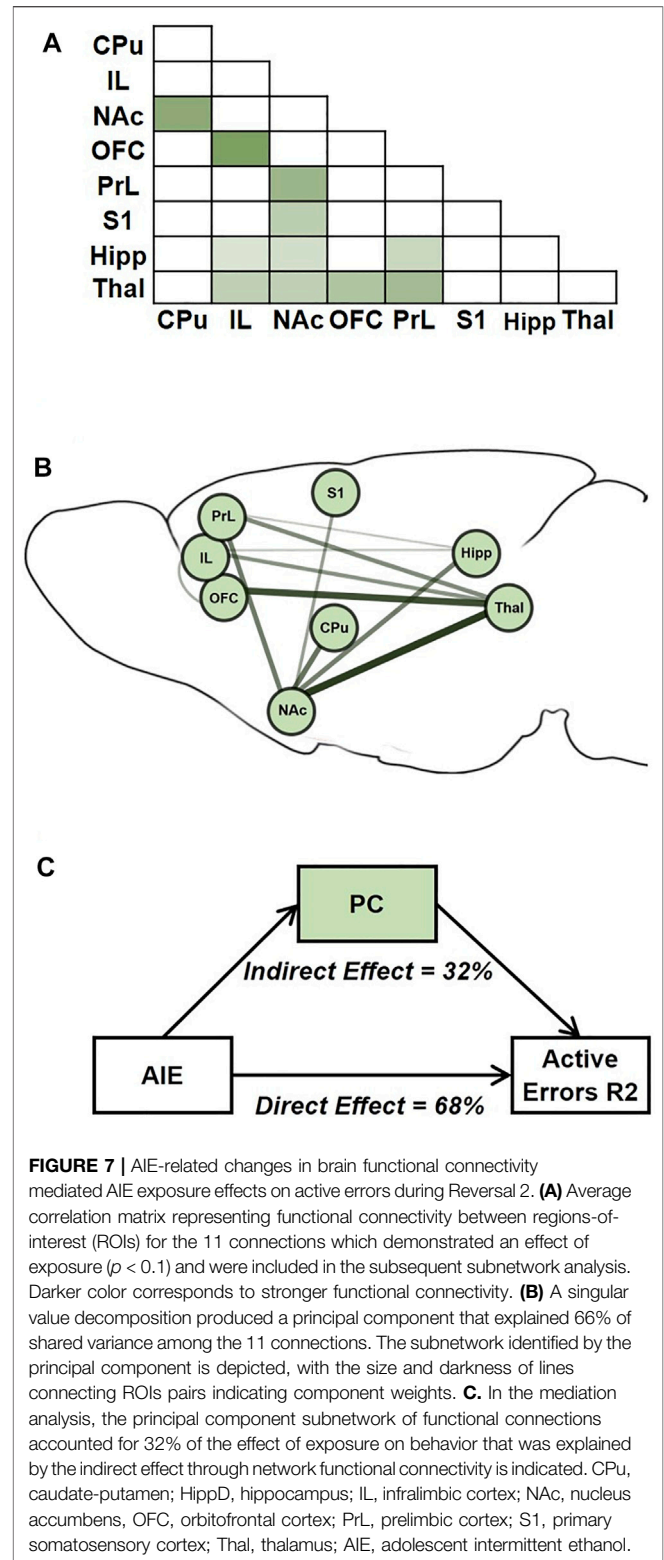 A
CPu
IL
NAc
OFC
PrL
S1
Hipp
Thal
CPu IL NAc OFC PrL S1 Hipp Thal
B
S1
PrL
IL
Hipp
OFC
Thal
CPu
NAc
C
PC
Indirect Effect = 32%
AIE
Active
Errors R2
Direct Effect = 68%
FIGURE 7 | AIE-related changes in brain functional connectivity
mediated AIE exposure effects on active errors during Reversal 2. (A) Average
correlation matrix representing functional connectivity between regions-of-
interest (ROIs) for the 11 connections which demonstrated an effect of
exposure (p < 0.1) and were included in the subsequent subnetwork analysis.
Darker color corresponds to stronger functional connectivity. (B) A singular
value decomposition produced a principal component that explained 66% of
shared variance among the 11 connections. The subnetwork identified by the
principal component is depicted, with the size and darkness of lines
connecting ROIs pairs indicating component weights. C. In the mediation
analysis, the principal component subnetwork of functional connections
accounted for 32% of the effect of exposure on behavior that was explained
by the indirect effect through network functional connectivity is indicated. CPu,
caudate-putamen; HippD, hippocampus; IL, infralimbic cortex; NAc, nucleus
accumbens, OFC, orbitofrontal cortex; PrL, prelimbic cortex; S1, primary
somatosensory cortex; Thal, thalamus; AIE, adolescent intermittent ethanol.